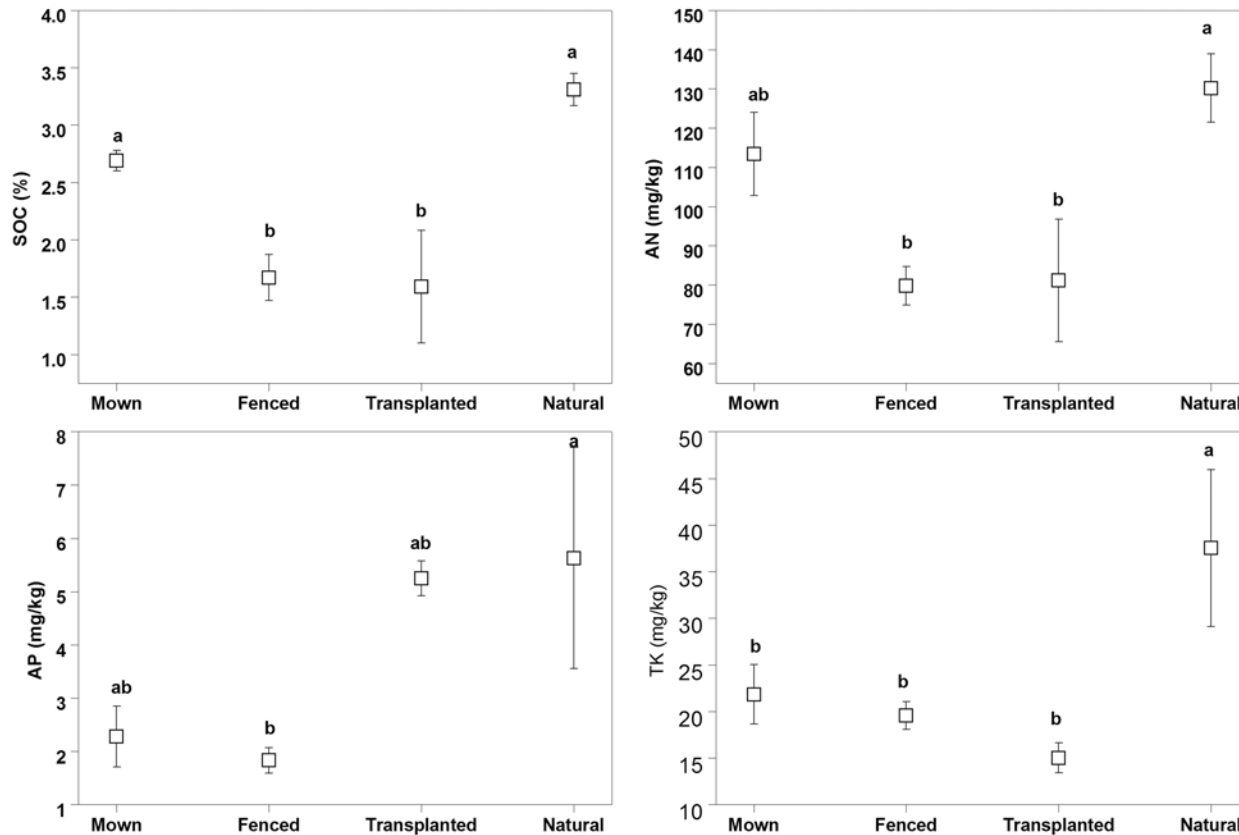 4.0
3.5
3.0
2.5
2.0
1.5
1.0
SOC (%)
a
b
b
a
Mown Fenced Transplanted Natural
150
140
130
120
110
100
90
80
70
60
AN (mg/kg)
ab
b
b
a
Mown Fenced Transplanted Natural
8
7
6
5
4
3
2
1
AP (mg/kg)
ab
b
ab
a
Mown Fenced Transplanted Natural
50
45
40
35
30
25
20
15
10
TK (mg/kg)
b
b
b
a
Mown Fenced Transplanted Natural